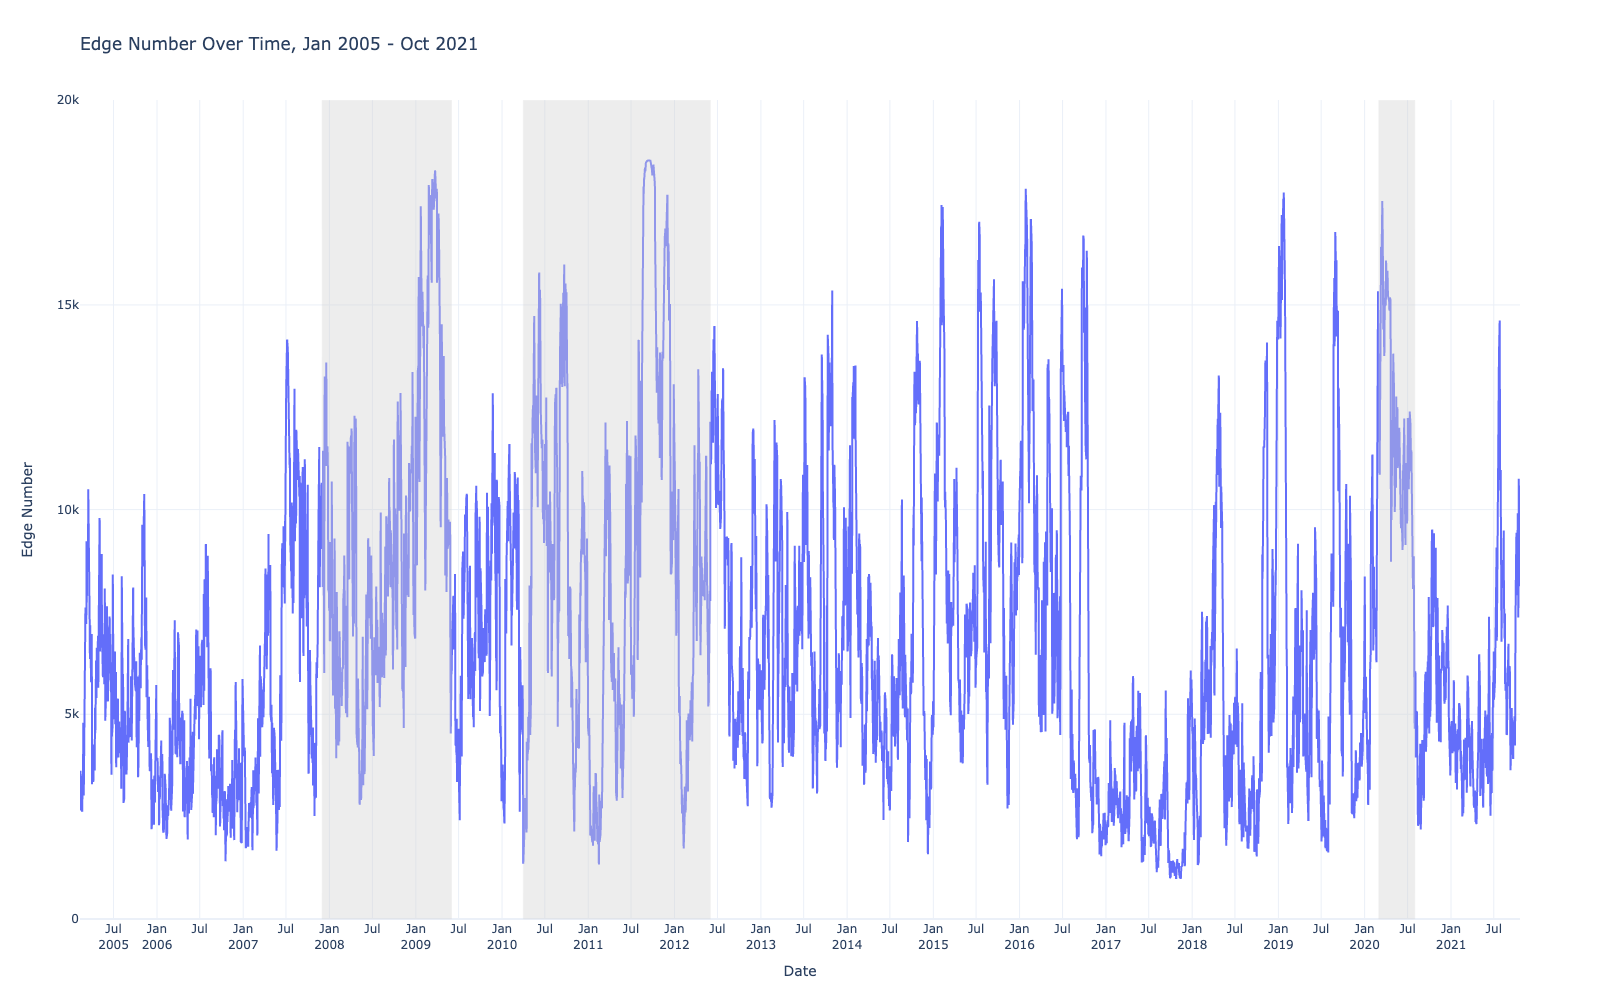 Edge Number Over Time, Jan 2005 - Oct 2021
20k
15k
10k
5k
0
Edge Number
Jul Jan Jul Jan Jul Jan Jul Jan Jul Jan Jul Jan Jul Jan Jul Jan Jul Jan Jul Jan Jul Jan Jul Jan Jul Jan Jul Jan Jul Jan Jul Jan Jul
2005 2006 2007 2008 2009 2010 2011 2012 2013 2014 2015 2016 2017 2018 2019 2020 2021
Date